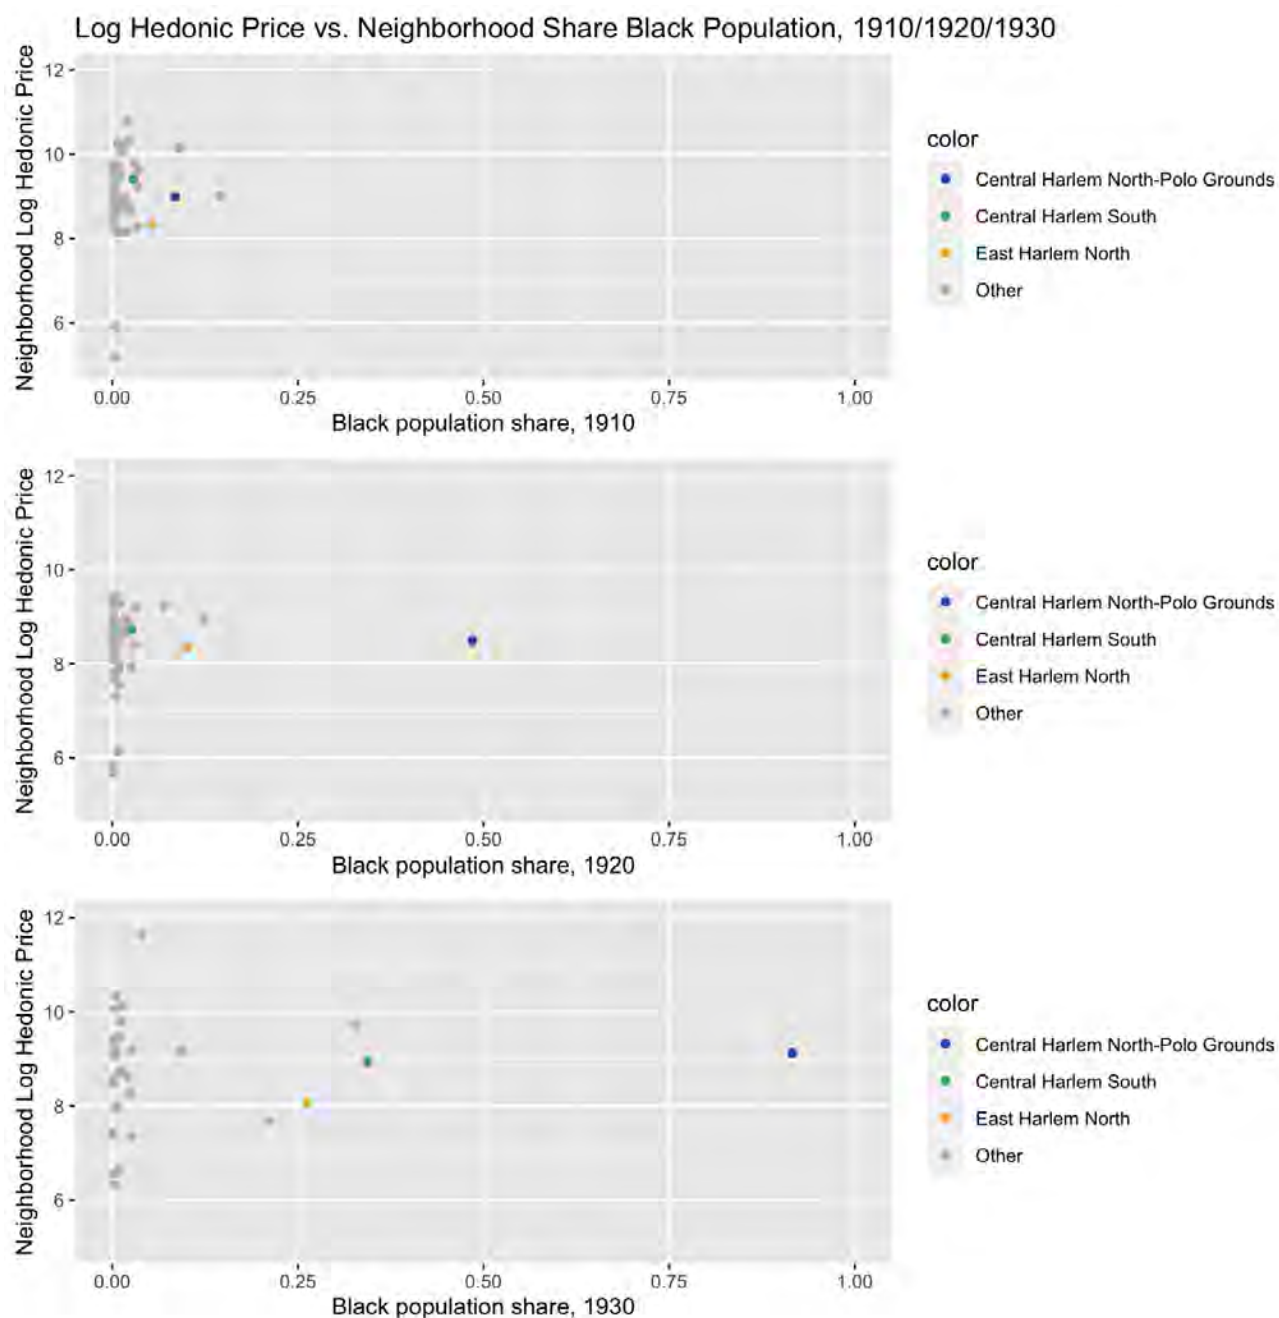 Log Hedonic Price vs. Neighborhood Share Black Population, 1910/1920/1930
Neighborhood Log Hedonic Price
12
10
8
6
0.00 0.25 0.50 0.75 1.00
Black population share, 1910
color
Central Harlem North-Polo Grounds
Central Harlem South
East Harlem North
Other
Neighborhood Log Hedonic Price
12
10
8
6
0.00 0.25 0.50 0.75 1.00
Black population share, 1920
color
Central Harlem North-Polo Grounds
Central Harlem South
East Harlem North
Other
Neighborhood Log Hedonic Price
12
10
8
6
0.00 0.25 0.50 0.75 1.00
Black population share, 1930
color
Central Harlem North-Polo Grounds
Central Harlem South
East Harlem North
Other